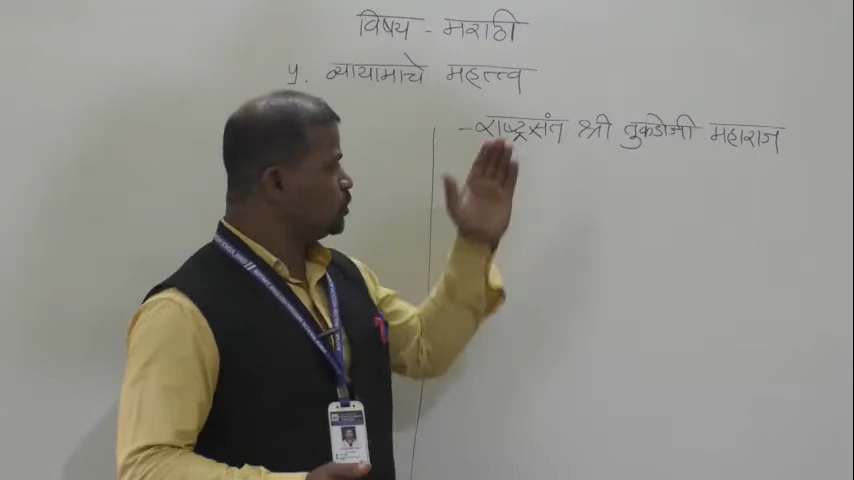 विषय - मराठी
५. व्यायामाचे महत्त्व
- राष्ट्रसंत श्री तुकडोजी महाराज